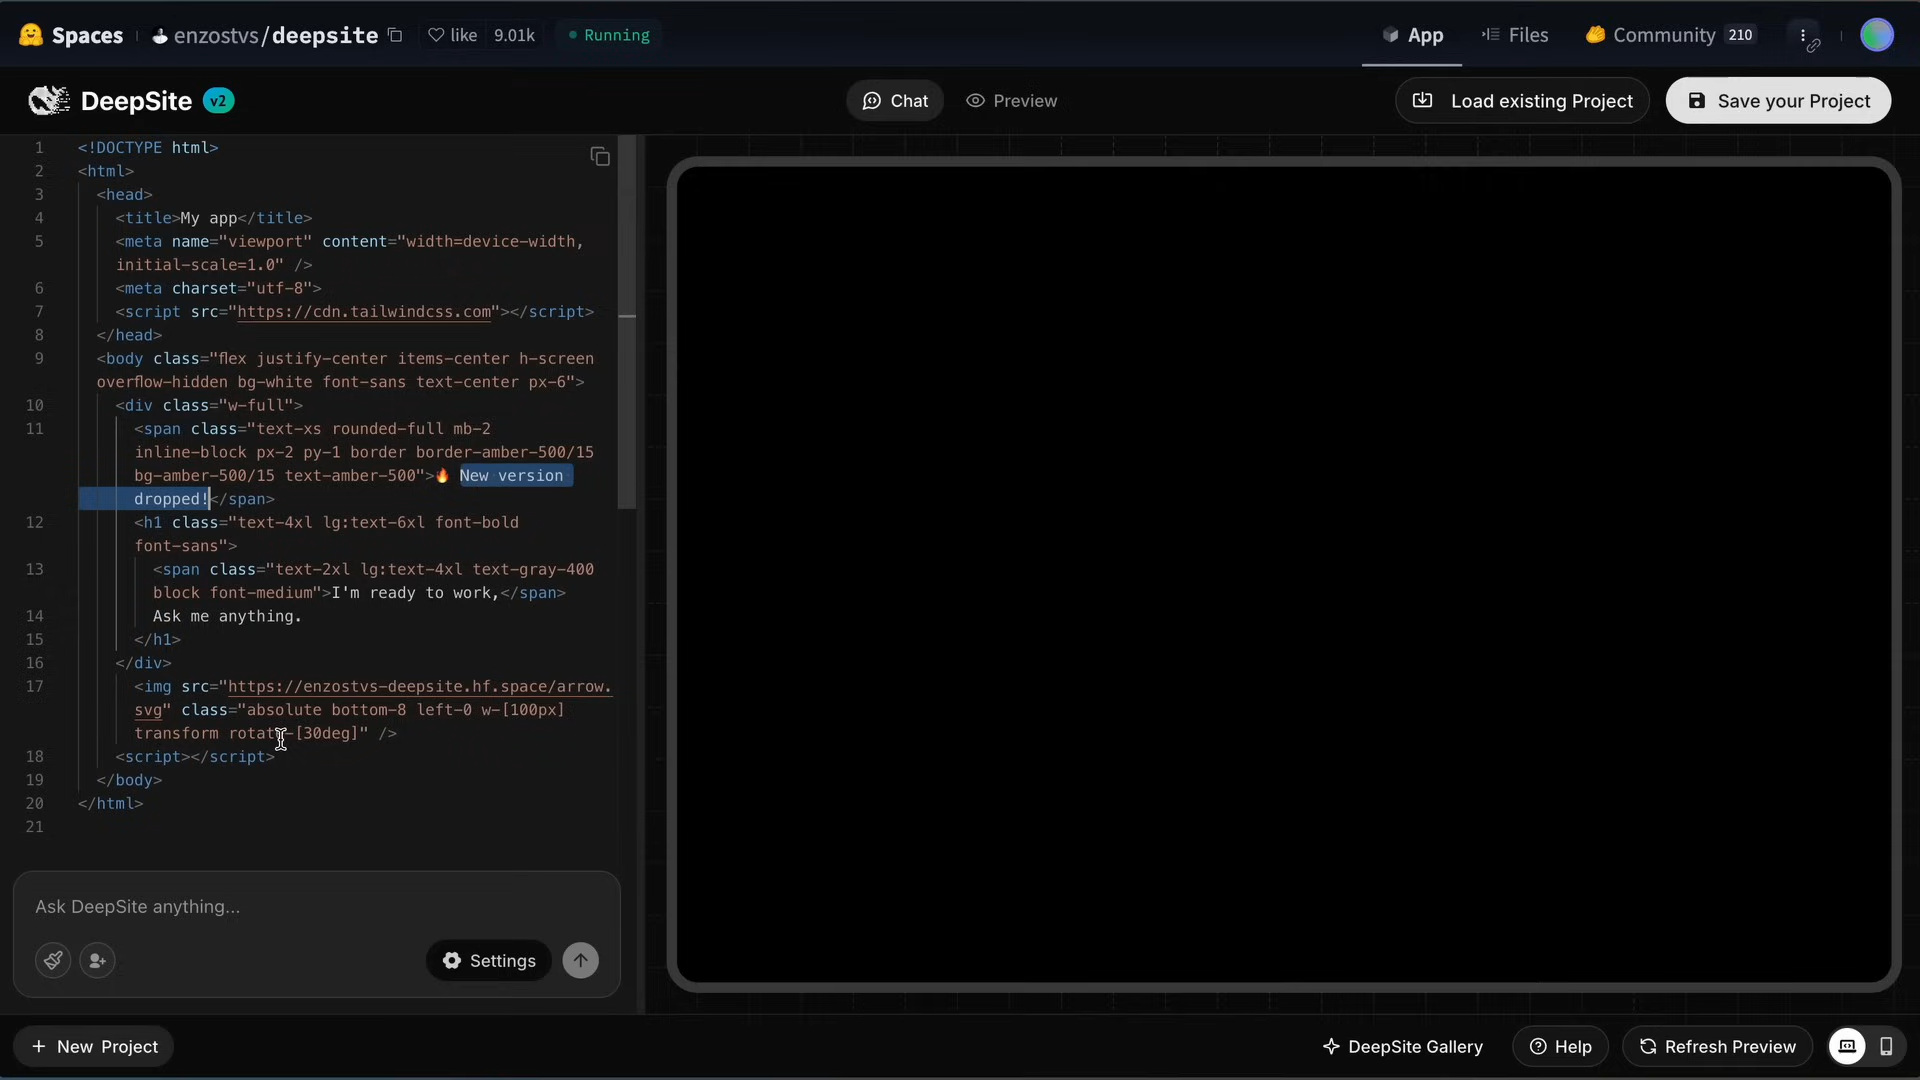 Spaces enzostvs/deepsite like 9.01k Running App Files Community 210
DeepSite v2 Chat Preview Load existing Project Save your Project
1 <!DOCTYPE html>
2 <html>
3 <head>
4 <title>My app</title>
5 <meta name="viewport" content="width=device-width,
initial-scale=1.0" />
6 <meta charset="utf-8">
7 <script src="https://cdn.tailwindcss.com"></script>
8 </head>
9 <body class="flex justify-center items-center h-screen
overflow-hidden bg-white font-sans text-center px-6">
10 <div class="w-full">
11 <span class="text-xs rounded-full mb-2
inline-block px-2 py-1 border border-amber-500/15
bg-amber-500/15 text-amber-500">🔥 New version
dropped!</span>
12 <h1 class="text-4xl lg:text-6xl font-bold
font-sans">
13 <span class="text-2xl lg:text-4xl text-gray-400
block font-medium">I'm ready to work,</span>
14 Ask me anything.
15 </h1>
16 </div>
17 <img src="https://enzostvs-deepsite.hf.space/arrow.
svg" class="absolute bottom-8 left-0 w-[100px]
transform rotate-[30deg]" />
18 <script></script>
19 </body>
20 </html>
21
Ask DeepSite anything...
Settings
New Project DeepSite Gallery Help Refresh Preview